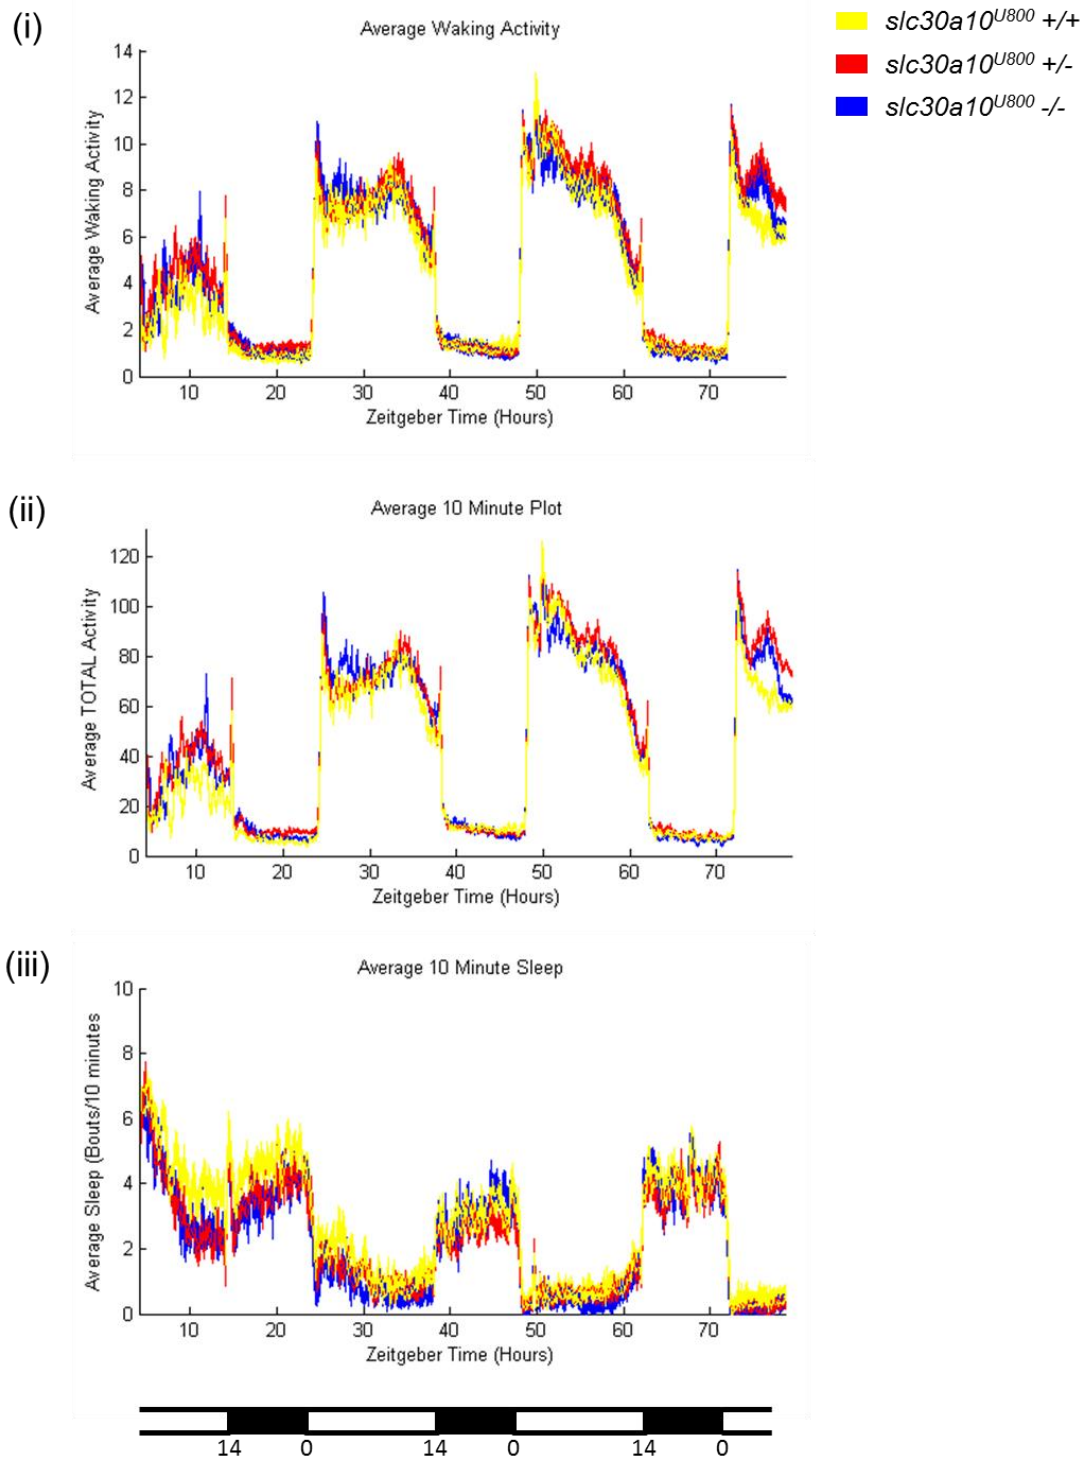 (i)
Average Waking Activity
slc30a10U800 +/+
slc30a10U800 +/-
slc30a10U800 -/-
Average Waking Activity
14
12
10
8
6
4
2
0
10 20 30 40 50 60 70
Zeitgeber Time (Hours)
(ii)
Average 10 Minute Plot
Average TOTAL Activity
120
100
80
60
40
20
0
10 20 30 40 50 60 70
Zeitgeber Time (Hours)
(iii)
Average 10 Minute Sleep
Average Sleep (Bouts/10 minutes
10
8
6
4
2
0
10 20 30 40 50 60 70
Zeitgeber Time (Hours)
14 0 14 0 14 0